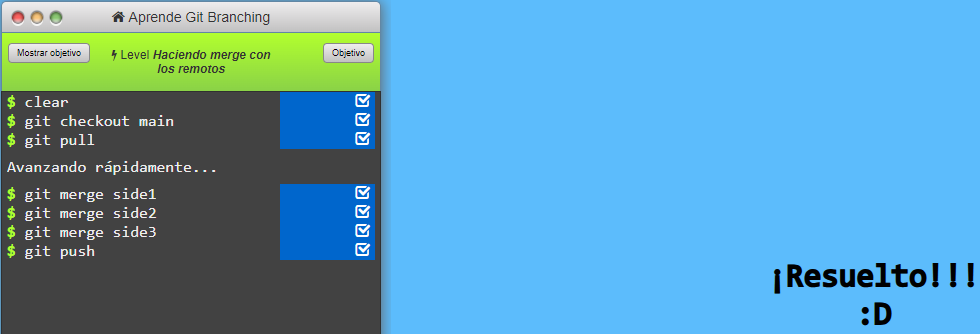 Aprende Git Branching
Mostrar objetivo
Level Haciendo merge con
los remotos
Objetivo
$ clear
$ git checkout main
$ git pull
Avanzando rápidamente...
$ git merge side1
$ git merge side2
$ git merge side3
$ git push
¡Resuelto!!!
:D